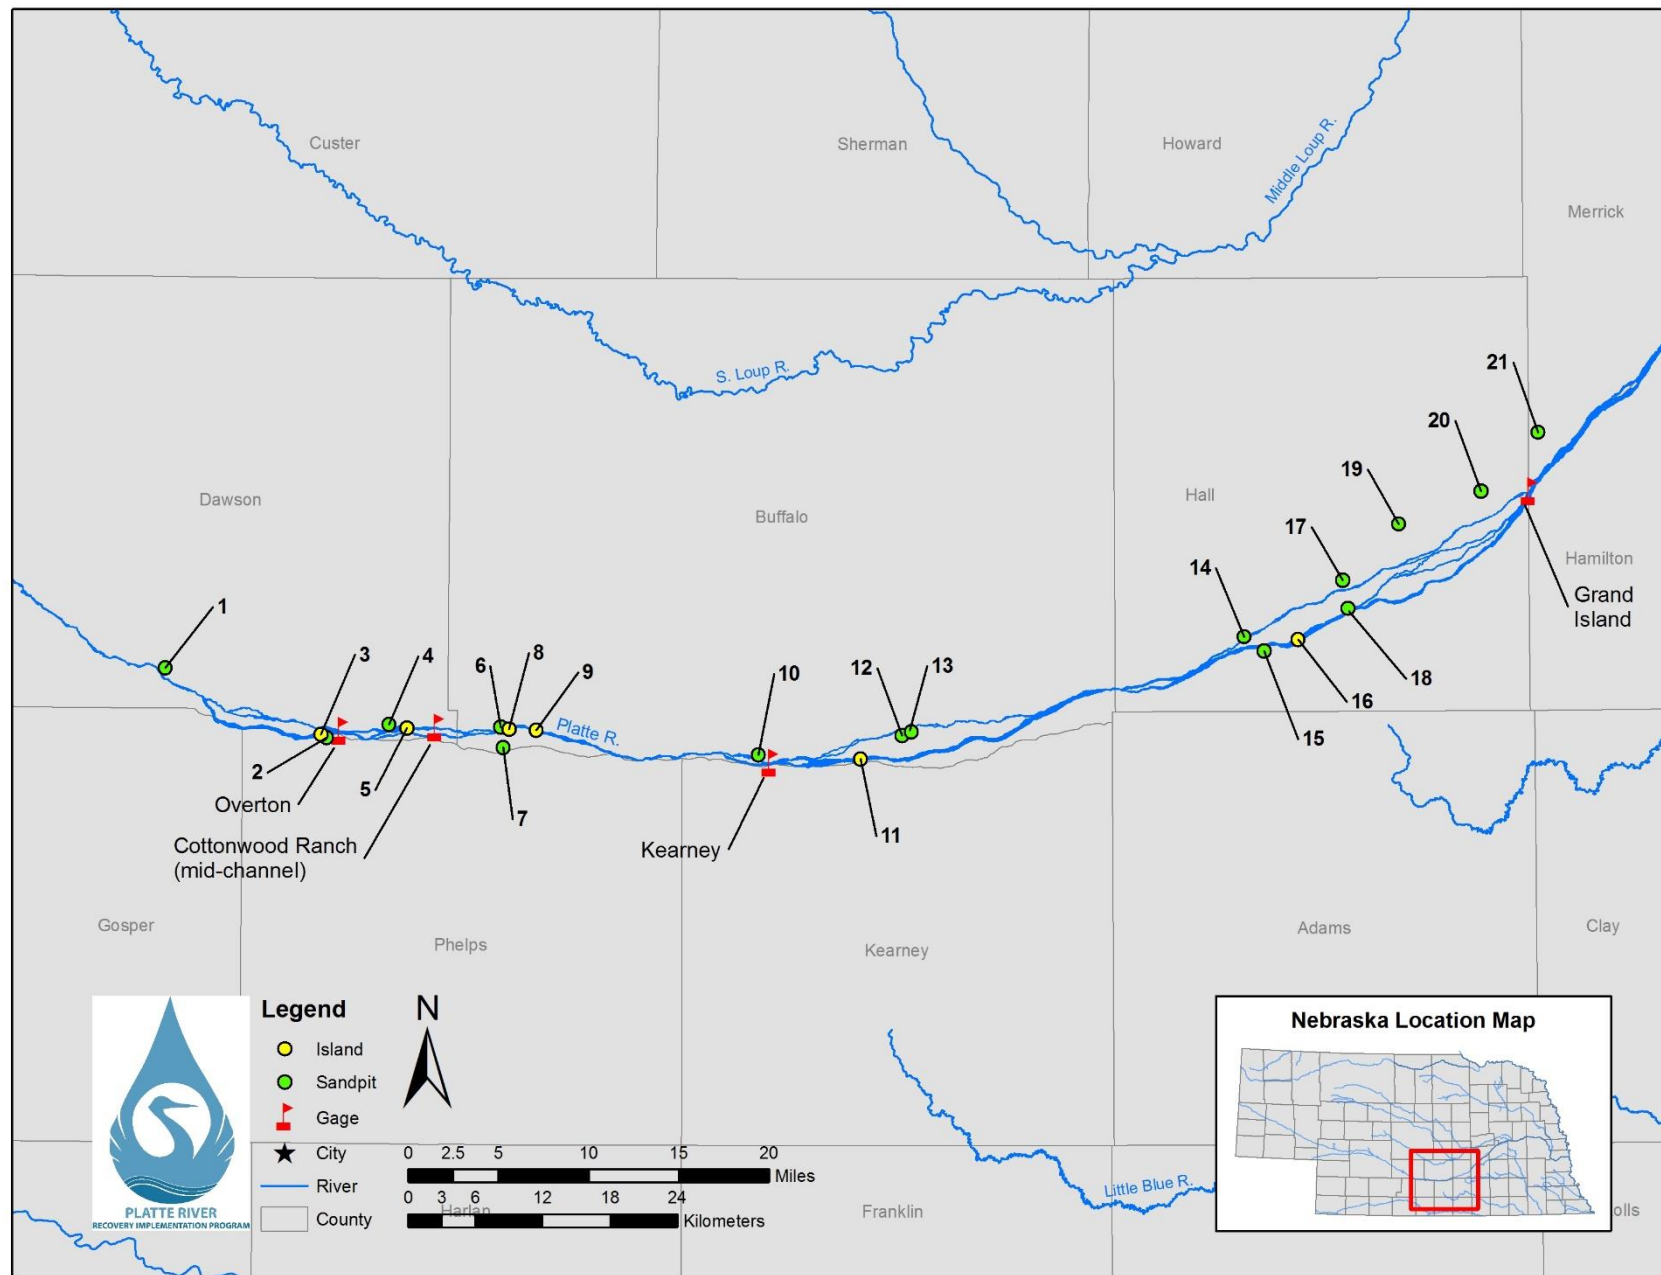 Custer
Sherman
Howard
Middle Loup R.
Merrick
S. Loup R.
21
20
19
Dawson
Buffalo
Hall
17
14
Hamilton
Grand
Island
1
3
4
6
8
9
10
12
13
Platte R.
18
16
15
2
5
7
11
Overton
Cottonwood Ranch
(mid-channel)
Kearney
Gosper
Phelps
Kearney
Adams
Clay
Legend
Island
Sandpit
Gage
City
River
County
N
0 2.5 5 10 15 20
Miles
0 3 6 12 18 24
Kilometers
Harlan
PLATTE RIVER
RECOVERY IMPLEMENTATION PROGRAM
Franklin
Little Blue R.
Nebraska Location Map
olls